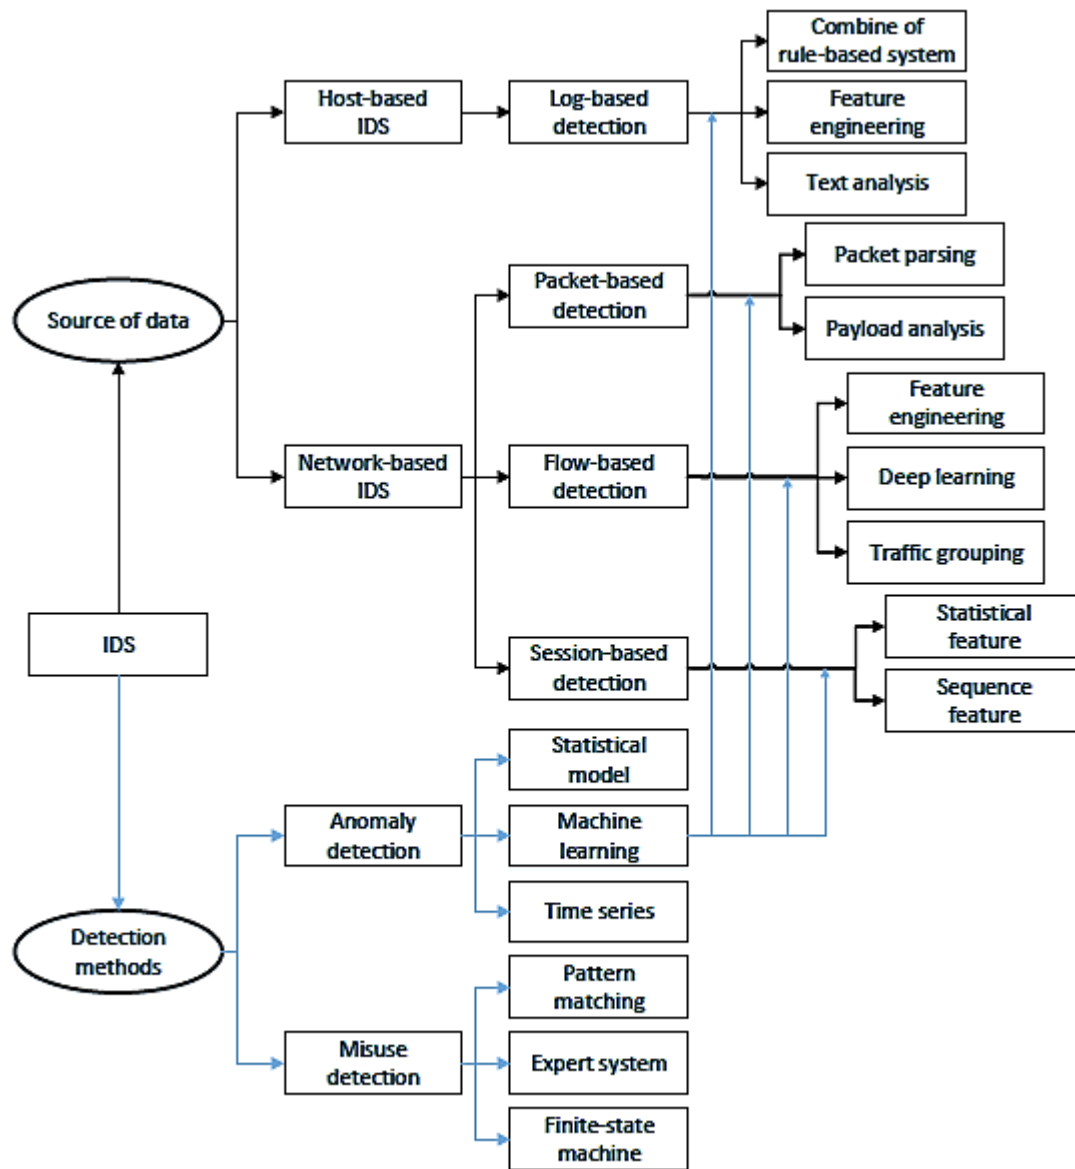 Combine of
rule-based system
Host-based
IDS
Log-based
detection
Feature
engineering
Text analysis
Packet-based
detection
Packet parsing
Payload analysis
Source of data
Feature
engineering
Network-based
IDS
Flow-based
detection
Deep learning
Traffic grouping
IDS
Session-based
detection
Statistical
feature
Sequence
feature
Statistical
model
Anomaly
detection
Machine
learning
Time series
Detection
methods
Pattern
matching
Misuse
detection
Expert system
Finite-state
machine